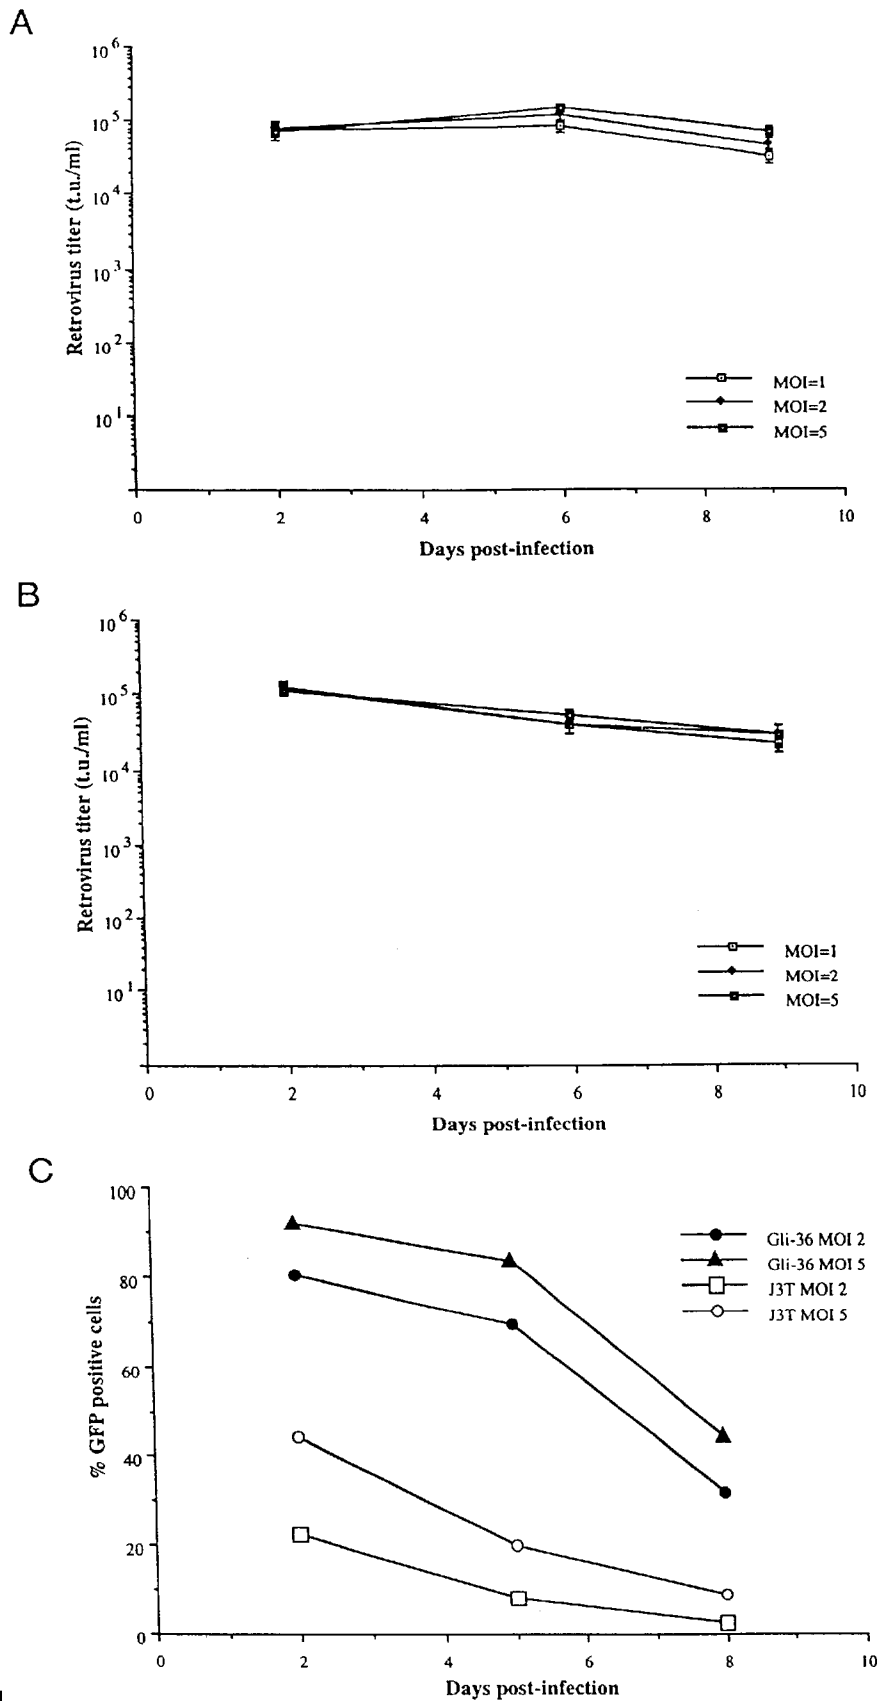 A
10^6
10^5
10^4
10^3
10^2
10^1
Retrovirus titer (t.u./ml)
MOI=1
MOI=2
MOI=5
0 2 4 6 8 10
Days post-infection
B
10^6
10^5
10^4
10^3
10^2
10^1
Retrovirus titer (t.u./ml)
MOI=1
MOI=2
MOI=5
0 2 4 6 8 10
Days post-infection
C
100
80
60
40
20
0
% GFP positive cells
Gli-36 MOI 2
Gli-36 MOI 5
J3T MOI 2
J3T MOI 5
0 2 4 6 8 10
Days post-infection